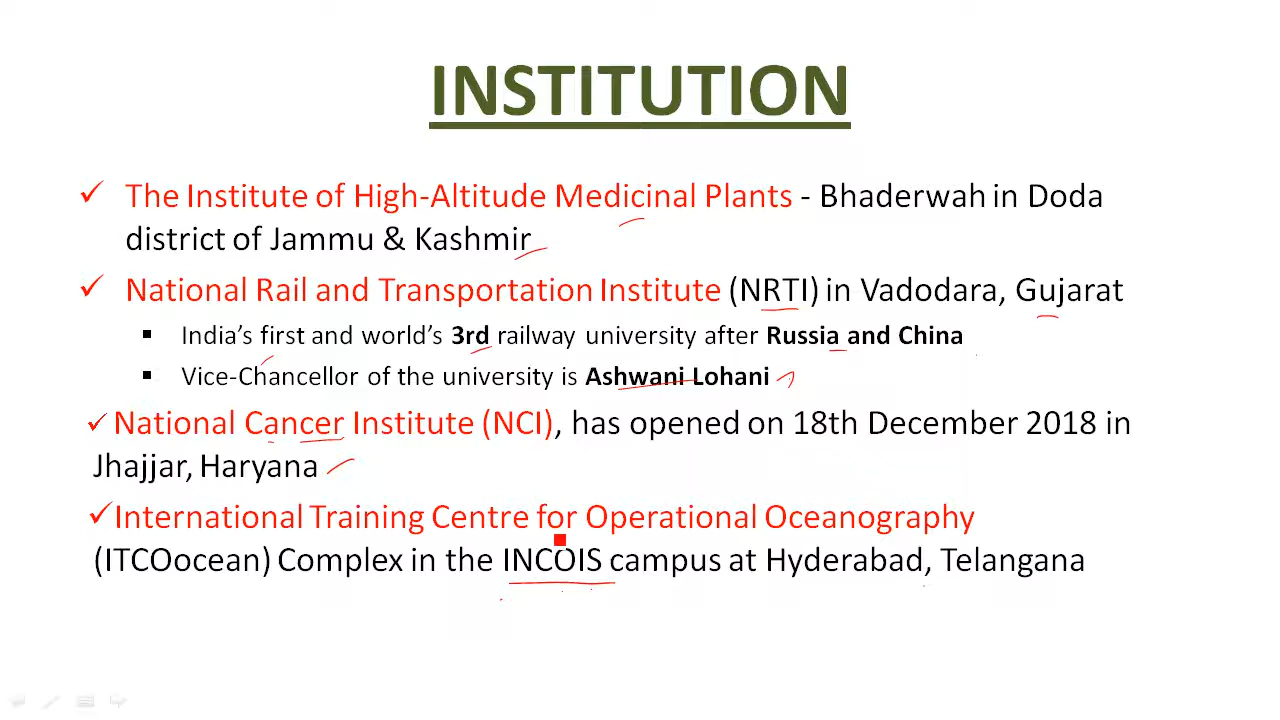 INSTITUTION
✓ The Institute of High-Altitude Medicinal Plants - Bhaderwah in Doda
district of Jammu & Kashmir
✓ National Rail and Transportation Institute (NRTI) in Vadodara, Gujarat
▪ India's first and world's 3rd railway university after Russia and China
▪ Vice-Chancellor of the university is Ashwani Lohani
✓ National Cancer Institute (NCI), has opened on 18th December 2018 in
Jhajjar, Haryana
✓ International Training Centre for Operational Oceanography
(ITCOocean) Complex in the INCOIS campus at Hyderabad, Telangana